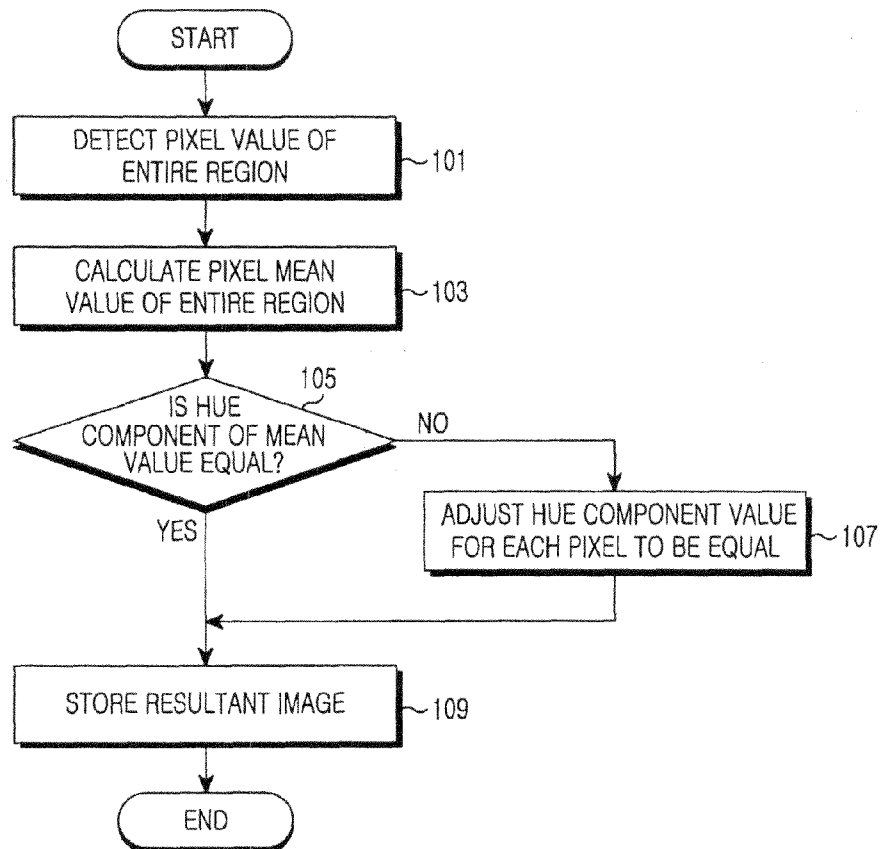 START
DETECT PIXEL VALUE OF
ENTIRE REGION
101
CALCULATE PIXEL MEAN
VALUE OF ENTIRE REGION
103
105
IS HUE
COMPONENT OF MEAN
VALUE EQUAL?
NO
YES
ADJUST HUE COMPONENT VALUE
FOR EACH PIXEL TO BE EQUAL
107
STORE RESULTANT IMAGE
109
END